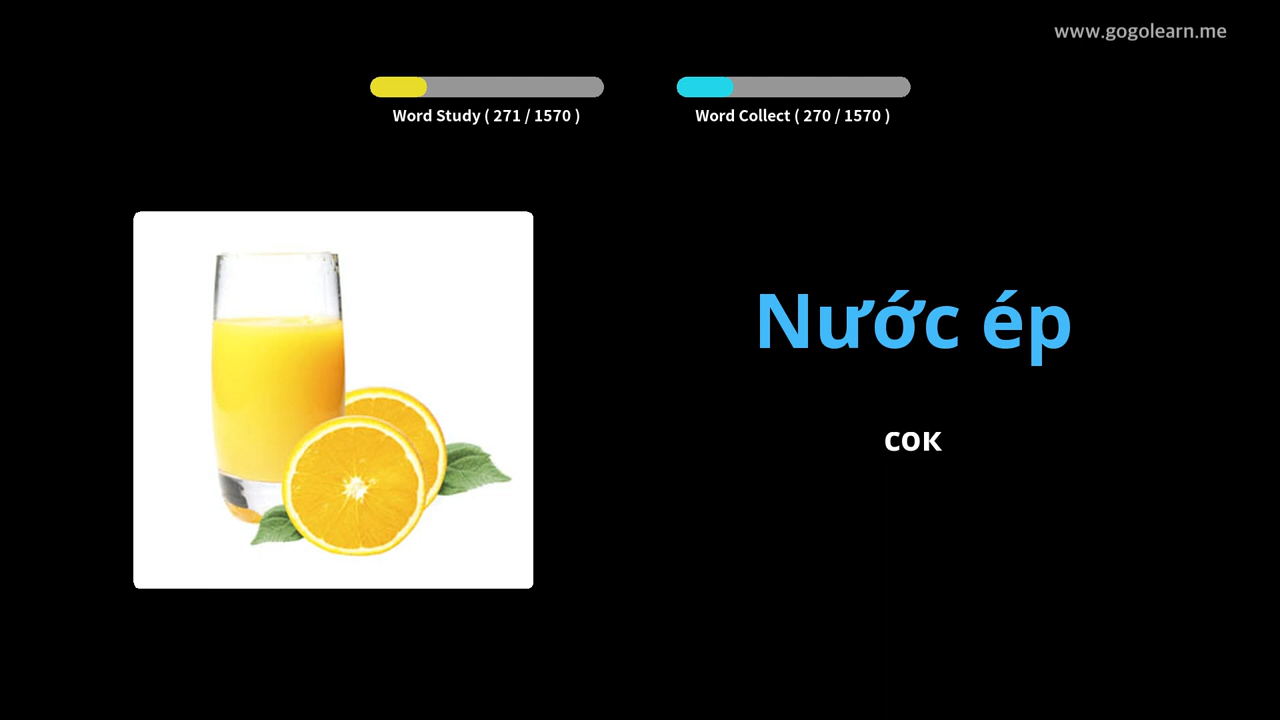 www.gogolearn.me
Word Study ( 271 / 1570 )
Word Collect ( 270 / 1570 )
Nước ép
сок